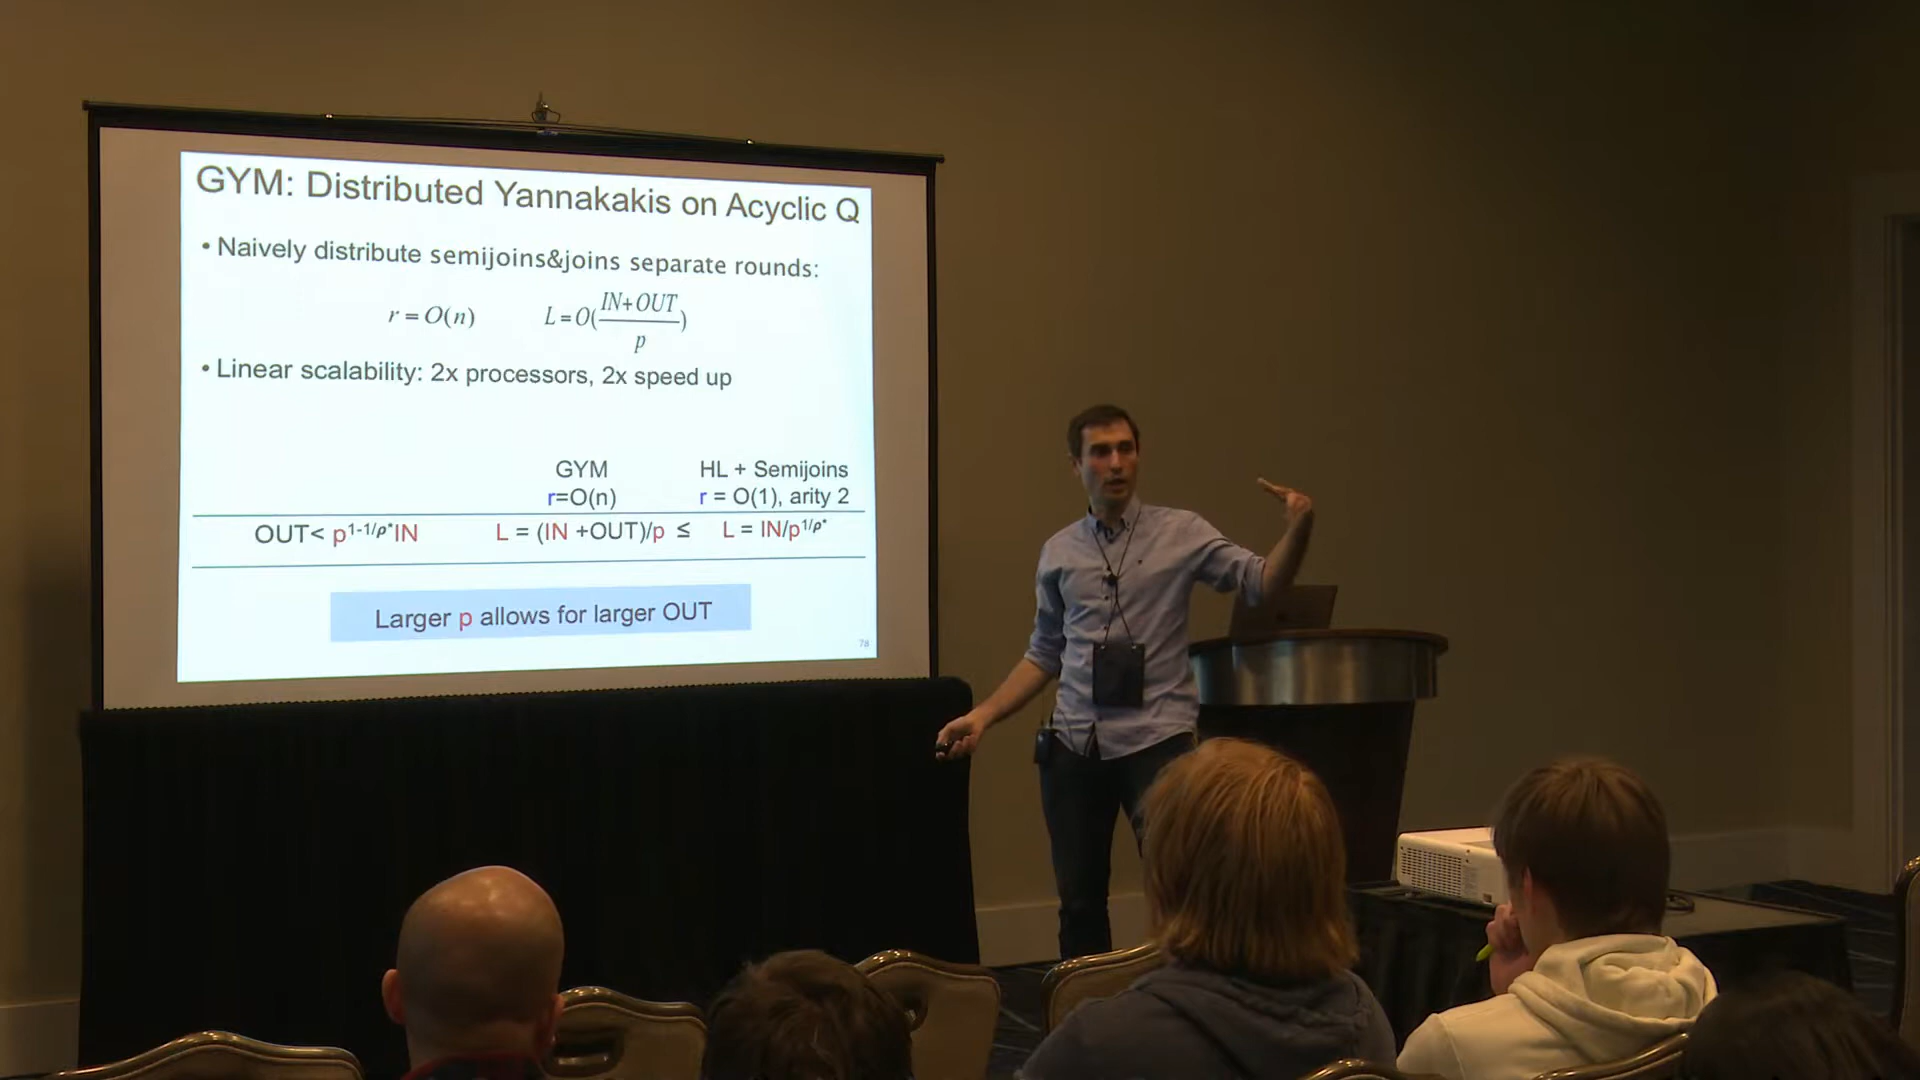 GYM: Distributed Yannakakis on Acyclic Q
• Naively distribute semijoins&joins separate rounds:
r = O(n) L = O(IN+OUT/p)
• Linear scalability: 2x processors, 2x speed up
GYM HL + Semijoins
r=O(n) r = O(1), arity 2
OUT< p^{1-1/ρ*}IN L = (IN +OUT)/p ≤ L = IN/p^{1/ρ*}
Larger p allows for larger OUT
78